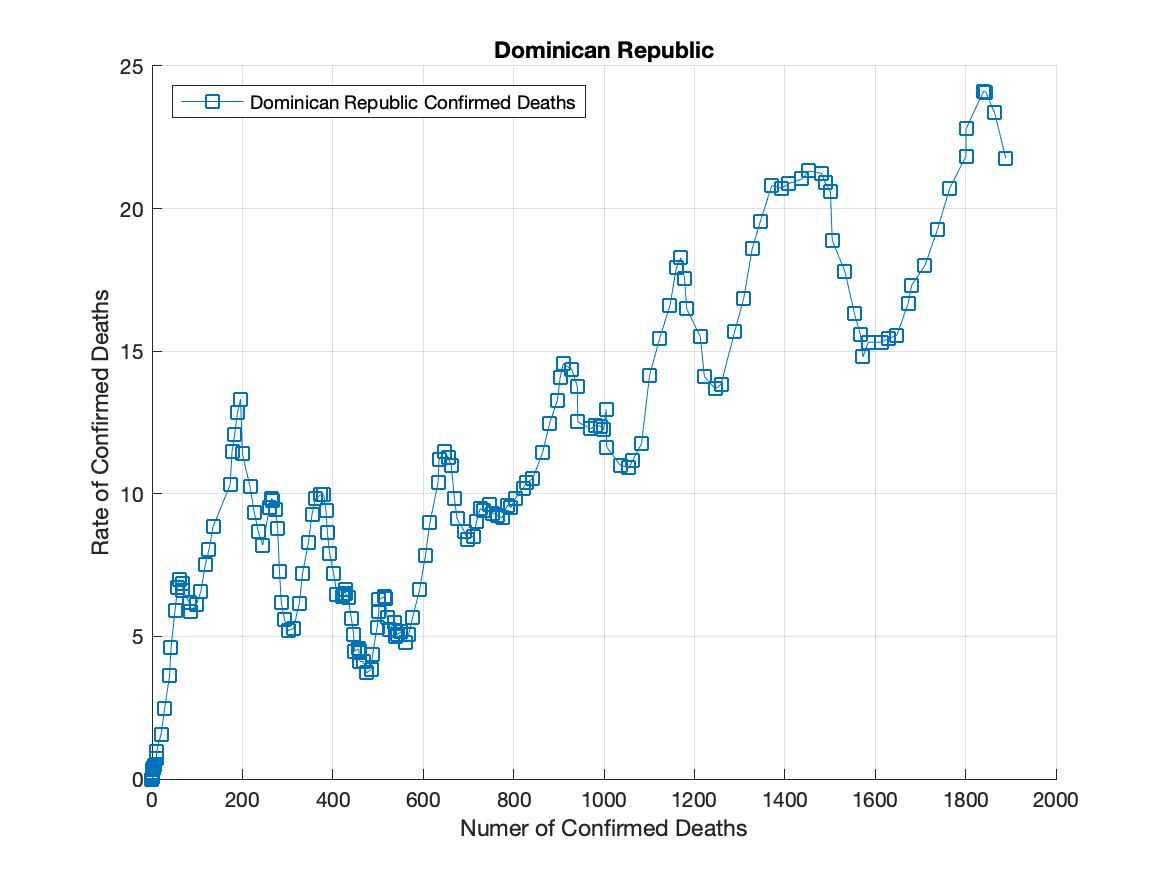 Dominican Republic
Dominican Republic Confirmed Deaths
Rate of Confirmed Deaths
25
20
15
10
5
0
0 200 400 600 800 1000 1200 1400 1600 1800 2000
Numer of Confirmed Deaths